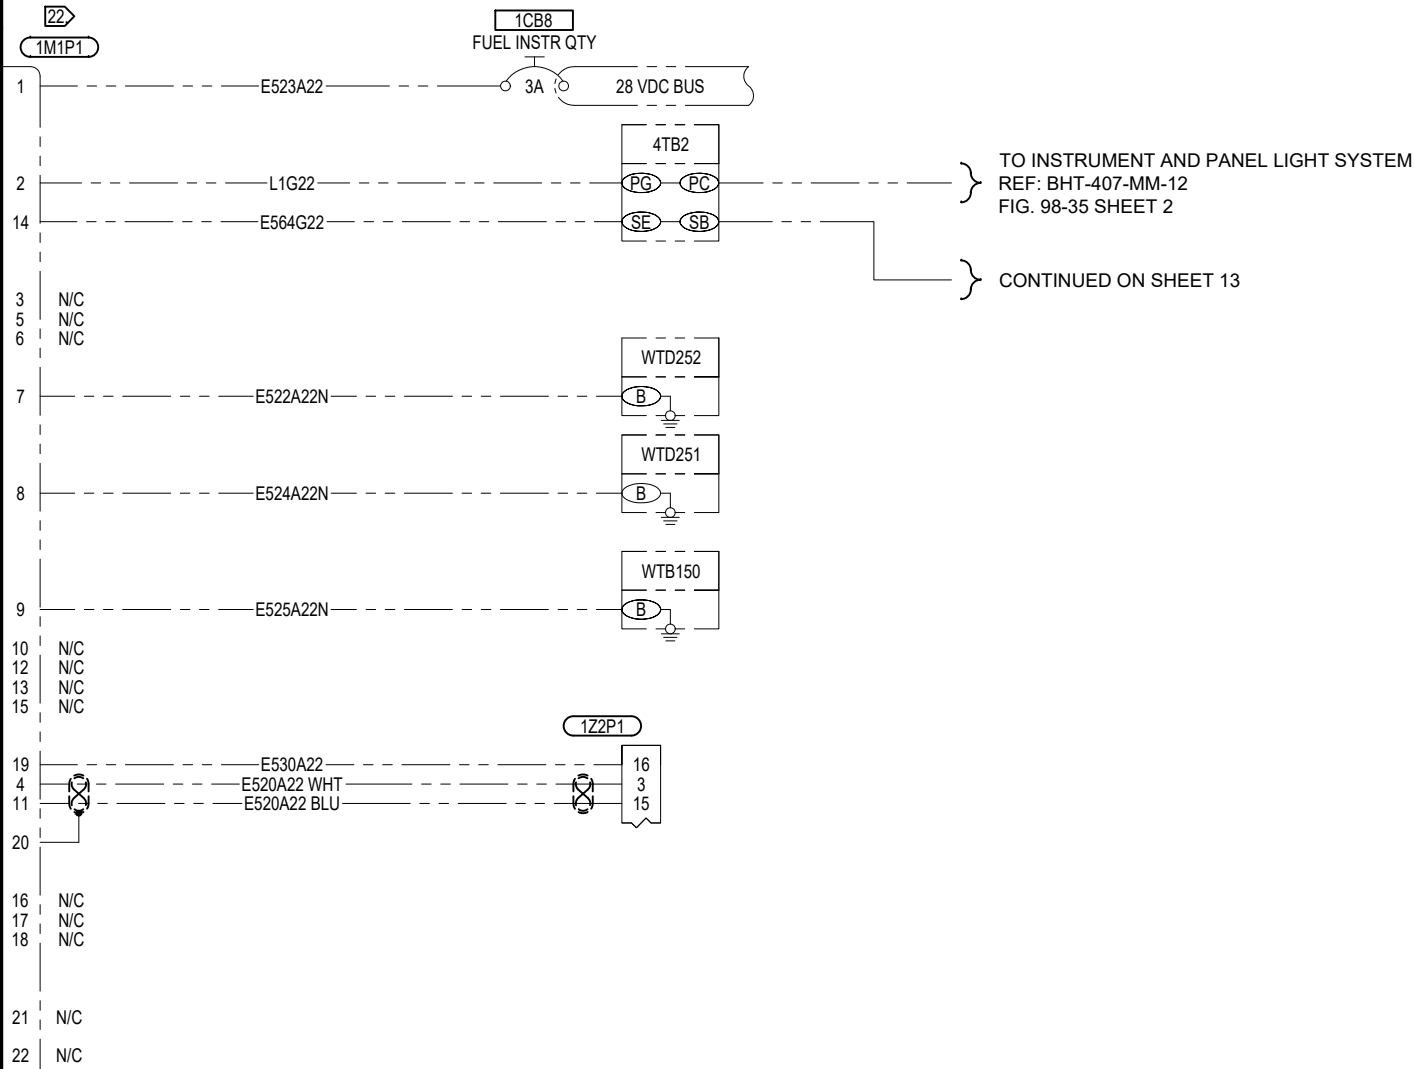 22
1M1P1
1CB8
FUEL INSTR QTY
1 E523A22 3A 28 VDC BUS
4TB2
2 L1G22 PG PC
TO INSTRUMENT AND PANEL LIGHT SYSTEM
REF: BHT-407-MM-12
FIG. 98-35 SHEET 2
14 E564G22 SE SB
CONTINUED ON SHEET 13
3 N/C
5 N/C
6 N/C
WTD252
7 E522A22N B
WTD251
8 E524A22N B
WTB150
9 E525A22N B
10 N/C
12 N/C
13 N/C
15 N/C
1Z2P1
19 E530A22 16
4 E520A22 WHT 3
11 E520A22 BLU 15
20
16 N/C
17 N/C
18 N/C
21 N/C
22 N/C